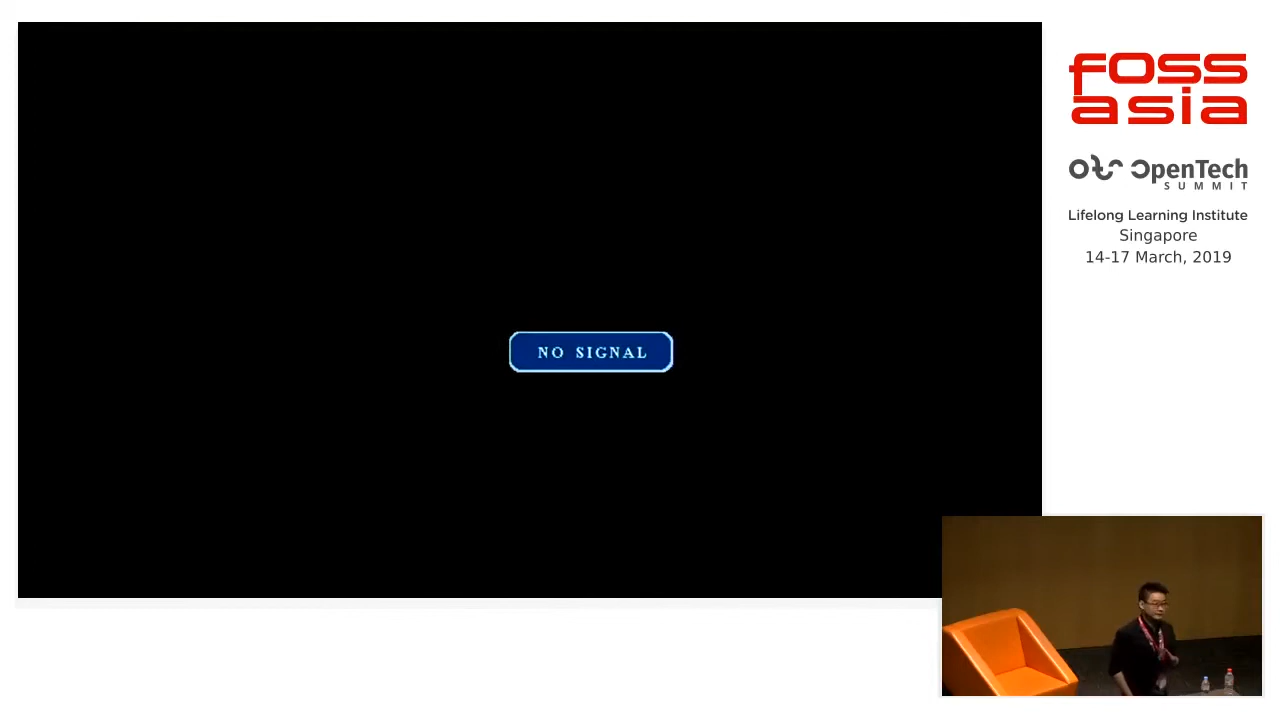 NO SIGNAL
foss
asia
OpenTech
SUMMIT
Lifelong Learning Institute
Singapore
14-17 March, 2019